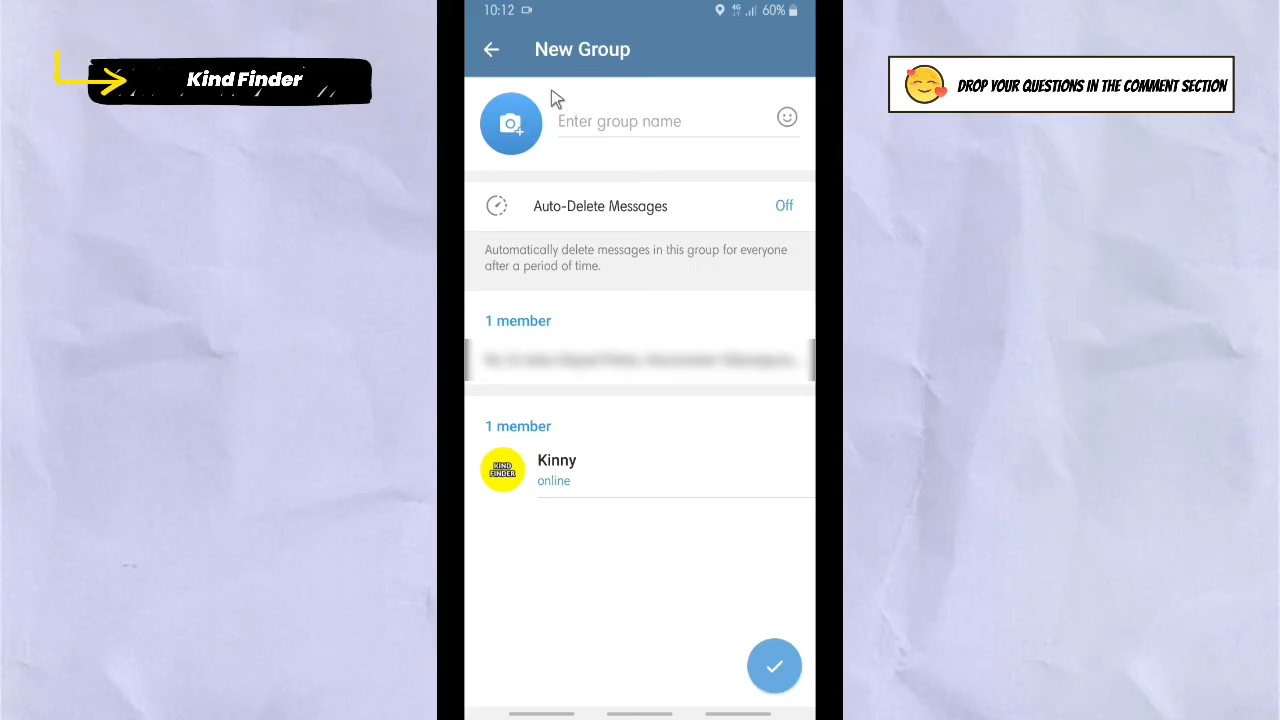 10:12
4G
60%
Kind Finder
New Group
DROP YOUR QUESTIONS IN THE COMMENT SECTION
Enter group name
Auto-Delete Messages
Off
Automatically delete messages in this group for everyone
after a period of time.
1 member
1 member
KIND
FINDER
Kinny
online